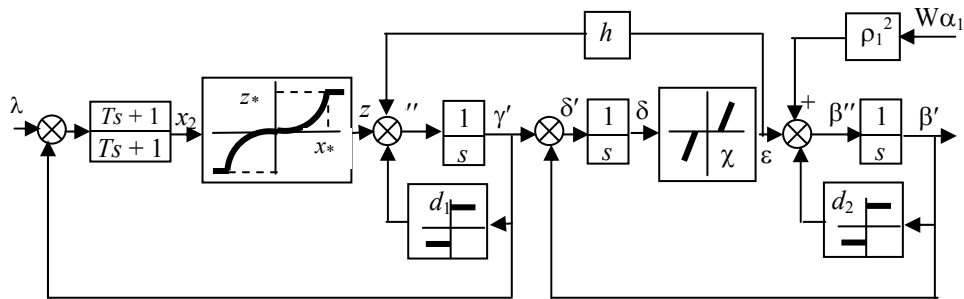 h
ρ₁²
Wα₁
λ
Ts + 1
Ts + 1
x₂
z*
x*
z
''
1
s
γ'
δ'
1
s
δ
χ
ε
+
β''
1
s
β'
d₁
d₂